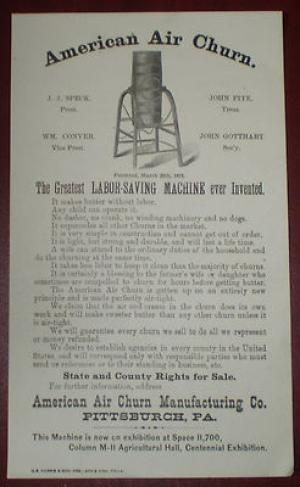 American Air Churn.
J. J. SPECK,
Pres.
JOHN FITE,
Treas.
WM. CONVER,
Vice Prest.
JOHN GOTTHART
Sec'y.
Patented, March 28th, 1871.
The Greatest LABOR-SAVING MACHINE ever Invented.
It makes butter without labor.
Any child can operate it.
No dasher, no crank, no winding machinery and no dogs.
It supercedes all other Churns in the market.
It is very simple in construction and cannot get out of order.
It is light, but strong and durable, and will last a life time.
A wife can attend to the ordinary duties of the household and
do the churning at the same time.
It takes less labor to keep it clean than the majority of churns.
It is certainly a blessing to the farmer's wife or daughter who
sometimes are compelled to churn for hours before getting butter.
The American Air Churn is gotten up on an entirely new
principle and is made perfectly air-tight.
We claim that the air and oxone in the churn does its own
work and will make sweeter butter than any other churn unless it
is air-tight.
We will guarantee every churn we sell to do all we represent
or money refunded.
We desire to establish agencies in every county in the United
States, and will correspond only with responsible parties who must
send us references as to their standing in business, etc.
State and County Rights for Sale.
For further information, address
American Air Churn Manufacturing Co.
PITTSBURGH, PA.
This Machine is now on exhibition at Space 11,700,
Column M-11 Agricultural Hall, Centennial Exhibition.